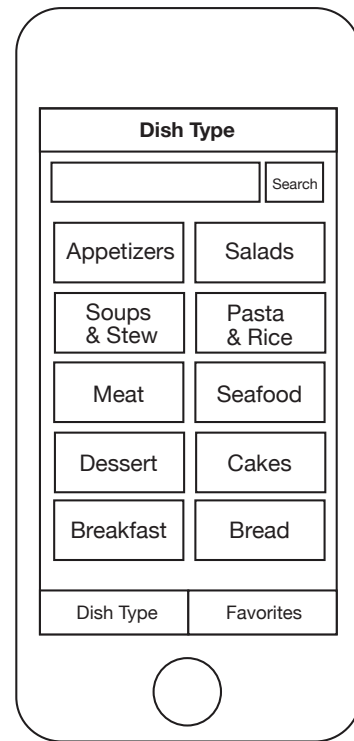 Dish Type
Search
Appetizers
Salads
Soups
& Stew
Pasta
& Rice
Meat
Seafood
Dessert
Cakes
Breakfast
Bread
Dish Type
Favorites